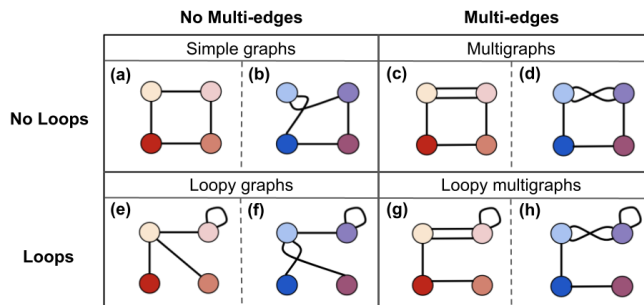 No Multi-edges Multi-edges
Simple graphs Multigraphs
(a) (b) (c) (d)
No Loops
Loopy graphs Loopy multigraphs
(e) (f) (g) (h)
Loops